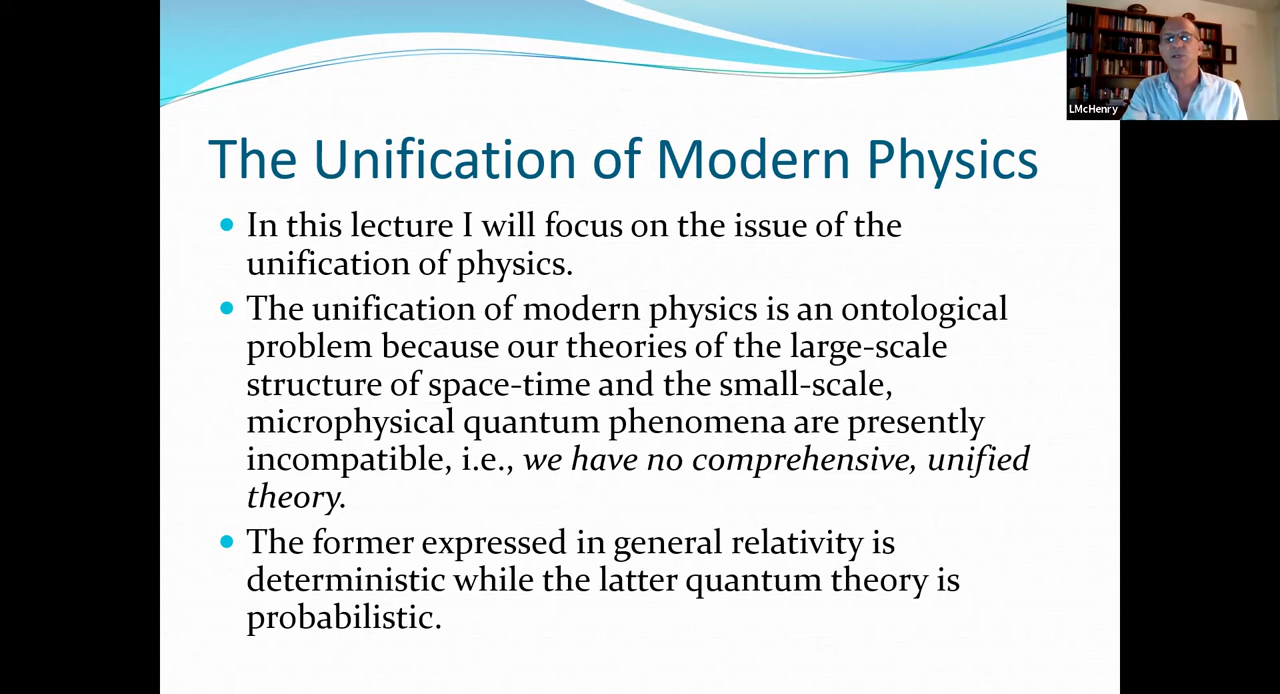 LMcHenry
The Unification of Modern Physics
In this lecture I will focus on the issue of the
unification of physics.
The unification of modern physics is an ontological
problem because our theories of the large-scale
structure of space-time and the small-scale,
microphysical quantum phenomena are presently
incompatible, i.e., we have no comprehensive, unified
theory.
The former expressed in general relativity is
deterministic while the latter quantum theory is
probabilistic.